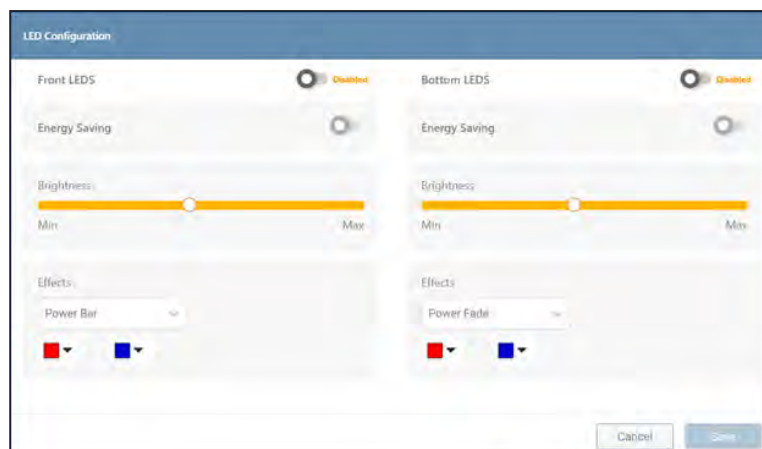 LED Configuration
Front LEDS Disabled
Bottom LEDS Disabled
Energy Saving
Energy Saving
Brightness
Brightness
Min Max
Min Max
Effects
Effects
Power Bar
Power Fade
Cancel Save